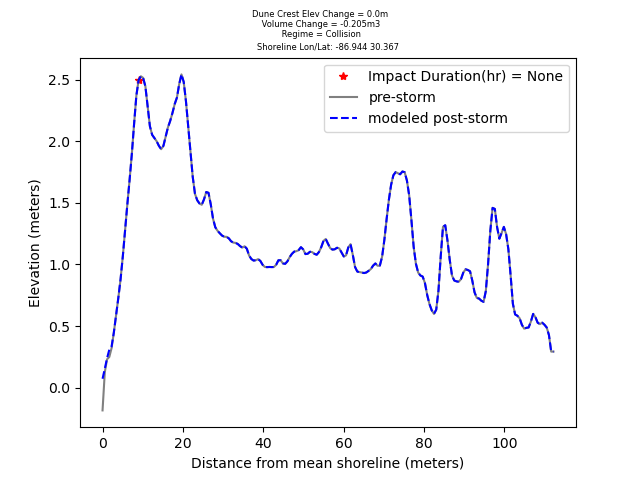 Dune Crest Elev Change = 0.0m
Volume Change = -0.205m3
Regime = Collision
Shoreline Lon/Lat: -86.944 30.367
Impact Duration(hr) = None
pre-storm
modeled post-storm
Elevation (meters)
2.5
2.0
1.5
1.0
0.5
0.0
0 20 40 60 80 100
Distance from mean shoreline (meters)